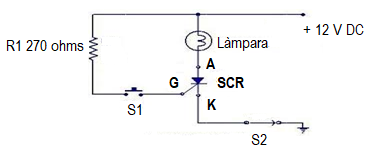 + 12 V DC
R1 270 ohms
Làmpara
A
G
SCR
K
S1
S2